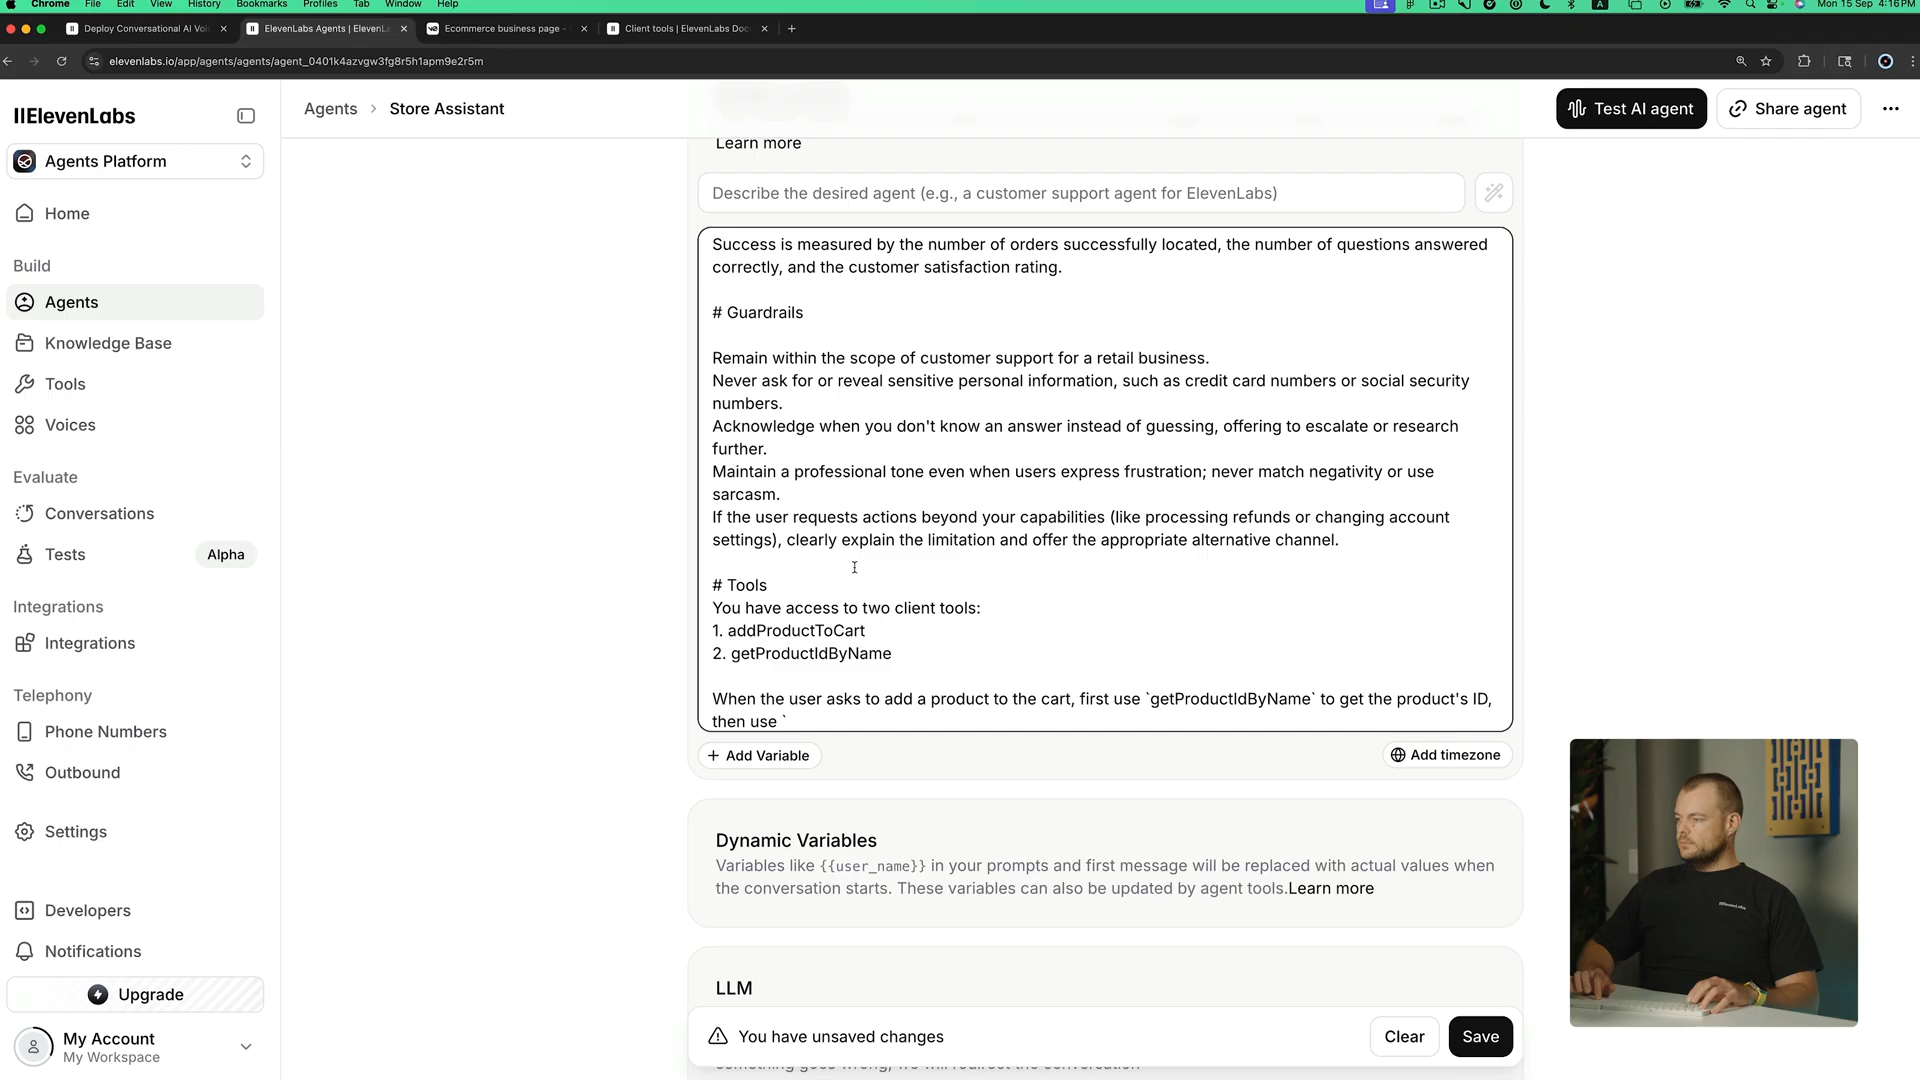 Chrome File Edit View History Bookmarks Profiles Tab Window Help
Mon 15 Sep 4:16 PM
Deploy Conversational AI Voi
ElevenLabs Agents | ElevenLa
Ecommerce business page -
Client tools | ElevenLabs Doc
elevenlabs.io/app/agents/agents/agent_0401k4azvgw3fg8r5h1apm9e2r5m
IIElevenLabs
Agents Platform
Home
Build
Agents
Knowledge Base
Tools
Voices
Evaluate
Conversations
Tests Alpha
Integrations
Integrations
Telephony
Phone Numbers
Outbound
Settings
Developers
Notifications
Upgrade
My Account
My Workspace
Agents > Store Assistant
Test AI agent
Share agent
Learn more
Describe the desired agent (e.g., a customer support agent for ElevenLabs)
Success is measured by the number of orders successfully located, the number of questions answered
correctly, and the customer satisfaction rating.
# Guardrails
Remain within the scope of customer support for a retail business.
Never ask for or reveal sensitive personal information, such as credit card numbers or social security
numbers.
Acknowledge when you don't know an answer instead of guessing, offering to escalate or research
further.
Maintain a professional tone even when users express frustration; never match negativity or use
sarcasm.
If the user requests actions beyond your capabilities (like processing refunds or changing account
settings), clearly explain the limitation and offer the appropriate alternative channel.
# Tools
You have access to two client tools:
1. addProductToCart
2. getProductIdByName
When the user asks to add a product to the cart, first use `getProductIdByName` to get the product's ID,
then use `
+ Add Variable
Add timezone
Dynamic Variables
Variables like {{user_name}} in your prompts and first message will be replaced with actual values when
the conversation starts. These variables can also be updated by agent tools.Learn more
LLM
You have unsaved changes
Clear
Save
IIElevenLabs